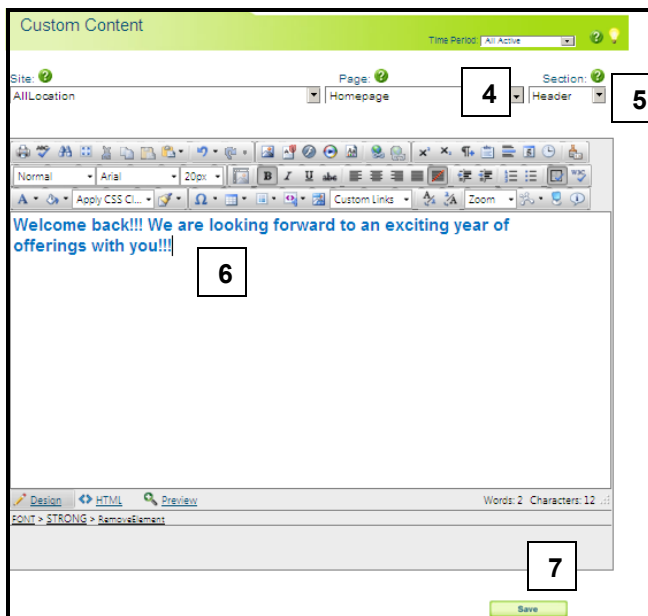 Custom Content
Time Period: All Active
Site: Page: Section:
AllLocation Homepage 4 Header 5
Normal Arial 20px B I U abc
A Apply CSS Cl... Ω Custom Links Zoom
Welcome back!!! We are looking forward to an exciting year of
offerings with you!!!
6
Design HTML Preview Words: 2 Characters: 12
FONT > STRONG > RemoveElement
7
Save